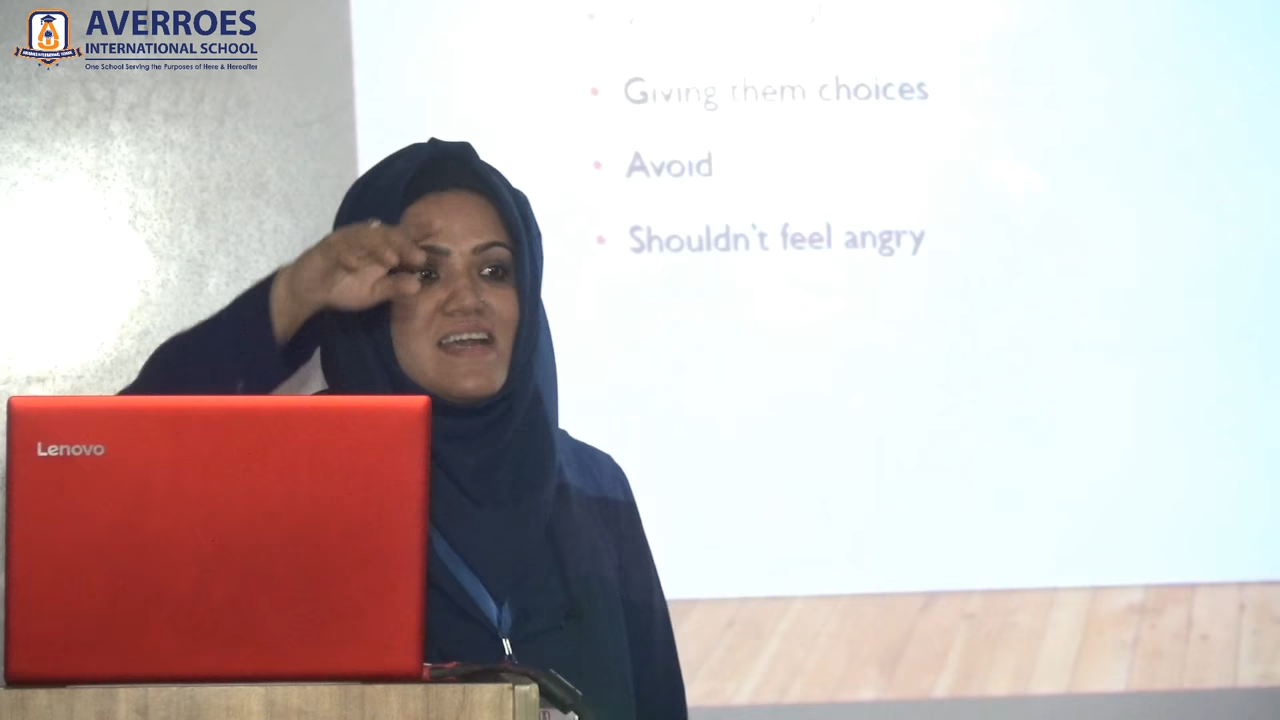 AVERROES
INTERNATIONAL SCHOOL
One School Serving the Purposes of Here & Hereafter
• Giving them choices
• Avoid
• Shouldn't feel angry
Lenovo